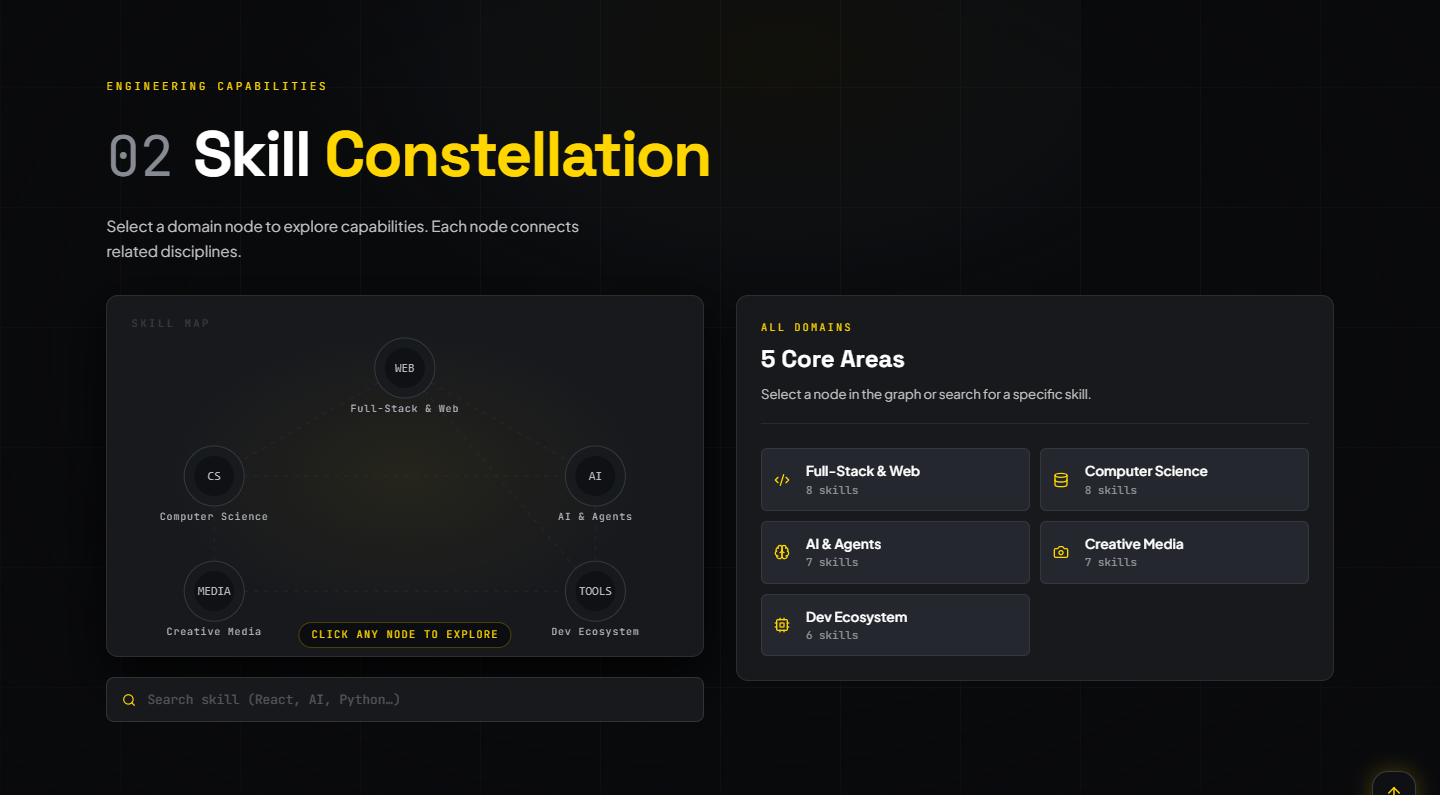 ENGINEERING CAPABILITIES
02 Skill Constellation
Select a domain node to explore capabilities. Each node connects
related disciplines.
SKILL MAP
WEB
Full-Stack & Web
CS
Computer Science
AI
AI & Agents
MEDIA
Creative Media
TOOLS
Dev Ecosystem
CLICK ANY NODE TO EXPLORE
Search skill (React, AI, Python…)
ALL DOMAINS
5 Core Areas
Select a node in the graph or search for a specific skill.
Full-Stack & Web
8 skills
Computer Science
8 skills
AI & Agents
7 skills
Creative Media
7 skills
Dev Ecosystem
6 skills